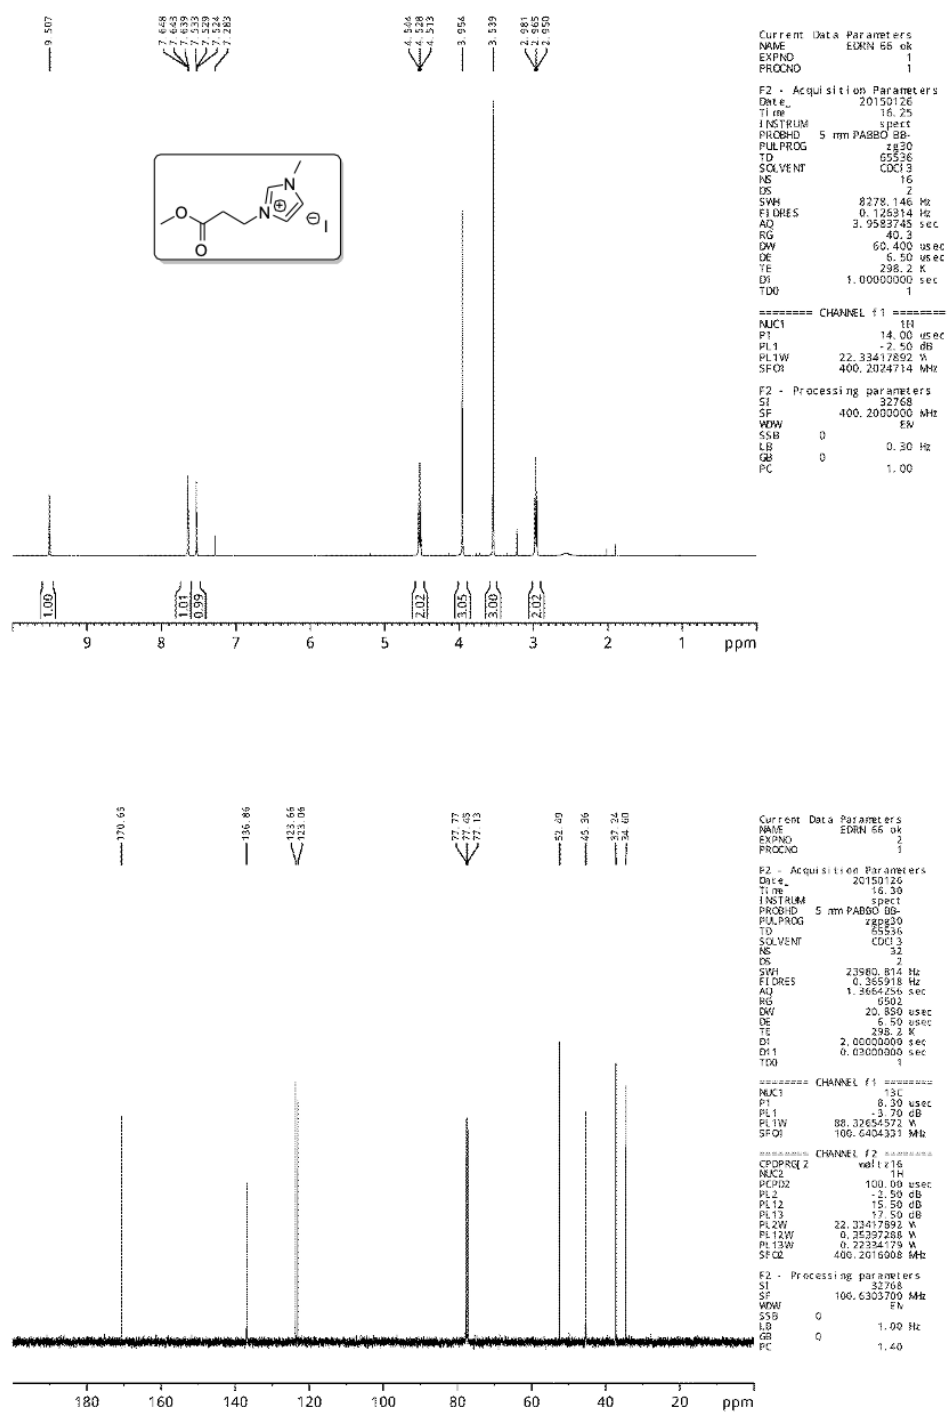 9.507
7.648
7.643
7.639
7.533
7.529
7.524
7.283
4.528
4.513
3.954
3.539
2.981
2.965
2.950
N
N
O
O
I
1.00
1.01
0.99
2.02
3.05
3.00
2.02
9 8 7 6 5 4 3 2 1 ppm
Current Data Parameters
NAME EDRN 66 ok
EXPNO 1
PROCNO 1
F2 - Acquisition Parameters
Date_ 20150126
Time 16.25
INSTRUM spect
PROBHD 5 mm PABBO BB-
PULPROG zg30
TD 65536
SOLVENT CDCl3
NS 16
DS 2
SWH 8278.146 Hz
FIDRES 0.126314 Hz
AQ 3.9583745 sec
RG 40.3
DW 60.400 usec
DE 6.50 usec
TE 298.2 K
D1 1.00000000 sec
TD0 1
======== CHANNEL f1 ========
NUC1 1H
P1 14.00 usec
PL1 -2.50 dB
PL1W 22.33417892 W
SFO1 400.2024714 MHz
F2 - Processing parameters
SI 32768
SF 400.2000000 MHz
WDW EM
SSB 0
LB 0.30 Hz
GB 0
PC 1.00
170.65
136.86
123.66
123.06
77.77
77.45
77.13
52.49
45.36
37.24
34.60
180 160 140 120 100 80 60 40 20 ppm
Current Data Parameters
NAME EDRN 66 ok
EXPNO 2
PROCNO 1
F2 - Acquisition Parameters
Date_ 20150126
Time 16.30
INSTRUM spect
PROBHD 5 mm PABBO BB-
PULPROG zgpg30
TD 65536
SOLVENT CDCl3
NS 32
DS 2
SWH 23980.814 Hz
FIDRES 0.365918 Hz
AQ 1.3664256 sec
RG 6502
DW 20.850 usec
DE 6.50 usec
TE 298.2 K
D1 2.00000000 sec
D11 0.03000000 sec
TD0 1
======== CHANNEL f1 ========
NUC1 13C
P1 8.30 usec
PL1 -3.70 dB
PL1W 88.32654572 W
SFO1 100.6404331 MHz
======== CHANNEL f2 ========
CPDPRG[2 waltz16
NUC2 1H
PCPD2 100.00 usec
PL2 -2.50 dB
PL12 15.50 dB
PL13 17.50 dB
PL2W 22.33417892 W
PL12W 0.35397288 W
PL13W 0.22334179 W
SFO2 400.2016008 MHz
F2 - Processing parameters
SI 32768
SF 100.6303700 MHz
WDW EM
SSB 0
LB 1.00 Hz
GB 0
PC 1.40